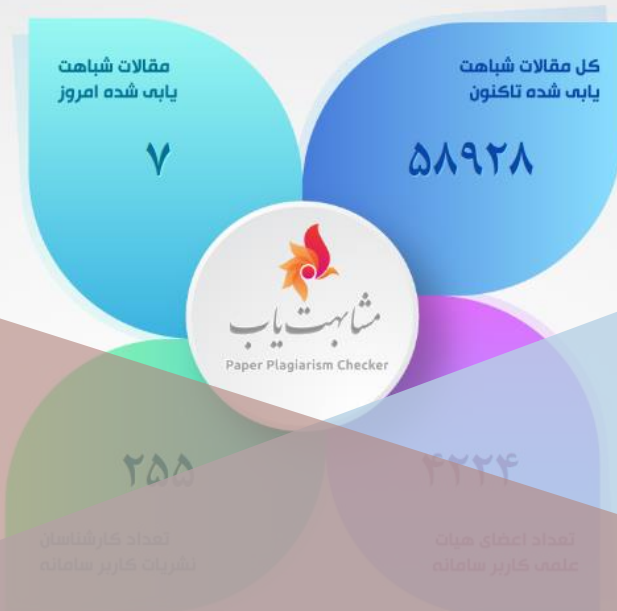 کل مقالات شباهت
یابی شده تاکنون
۵۸۹۲۸
مقالات شباهت
یابی شده امروز
۷
مشابهت یاب
Paper Plagiarism Checker
۴۲۲۴
تعداد اعضای هیات
علمی کاربر سامانه
۲۵۵
تعداد کارشناسان
نشریات کاربر سامانه